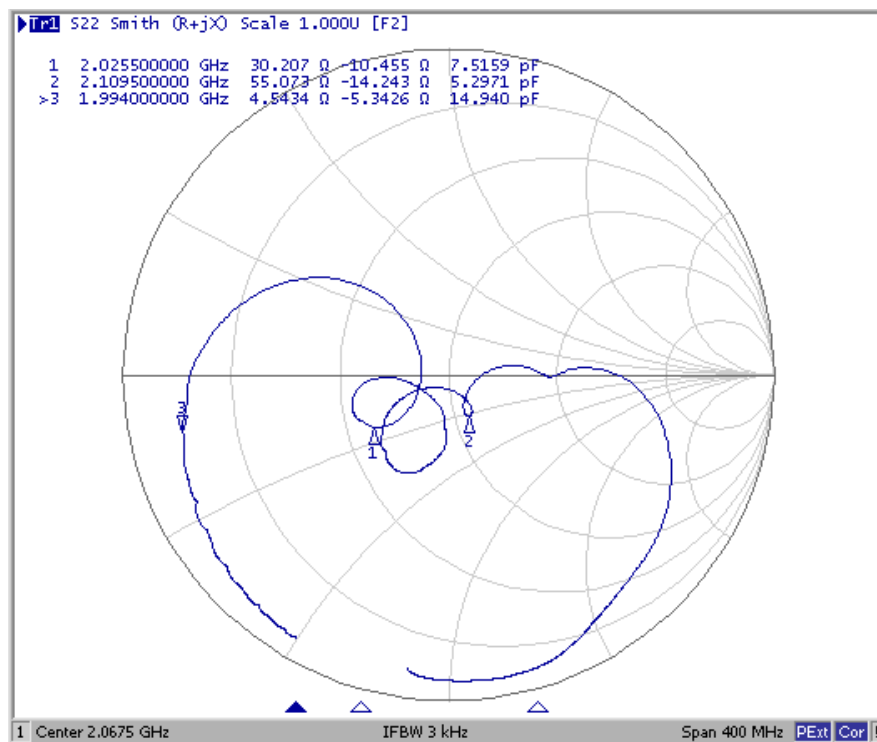 Tr1 S22 Smith (R+jX) Scale 1.000U [F2]
1 2.025500000 GHz 30.207 Ω -10.455 Ω 7.5159 pF
2 2.109500000 GHz 55.073 Ω -14.243 Ω 5.2971 pF
>3 1.994000000 GHz 4.5434 Ω -5.3426 Ω 14.940 pF
3
1
2
1 Center 2.0675 GHz IFBW 3 kHz Span 400 MHz PExt Cor